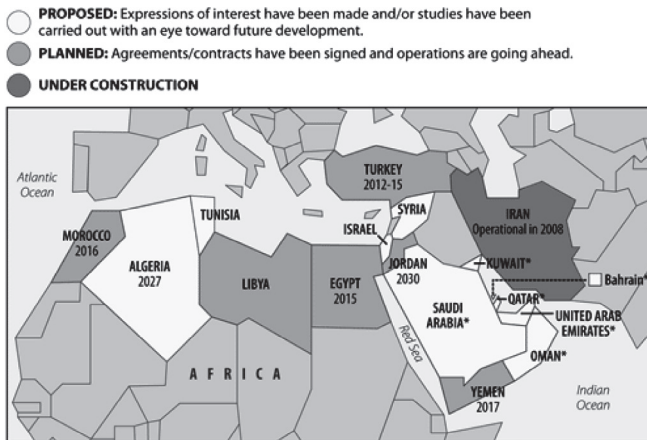 PROPOSED: Expressions of interest have been made and/or studies have been
carried out with an eye toward future development.
PLANNED: Agreements/contracts have been signed and operations are going ahead.
UNDER CONSTRUCTION
Atlantic
Ocean
TURKEY
2012-15
SYRIA
TUNISIA
ISRAEL
IRAN
Operational in 2008
MOROCCO
2016
ALGERIA
2027
LIBYA
EGYPT
2015
JORDAN
2030
KUWAIT*
Bahrain*
QATAR*
SAUDI
ARABIA*
UNITED ARAB
EMIRATES*
Red Sea
OMAN*
AFRICA
YEMEN
2017
Indian
Ocean